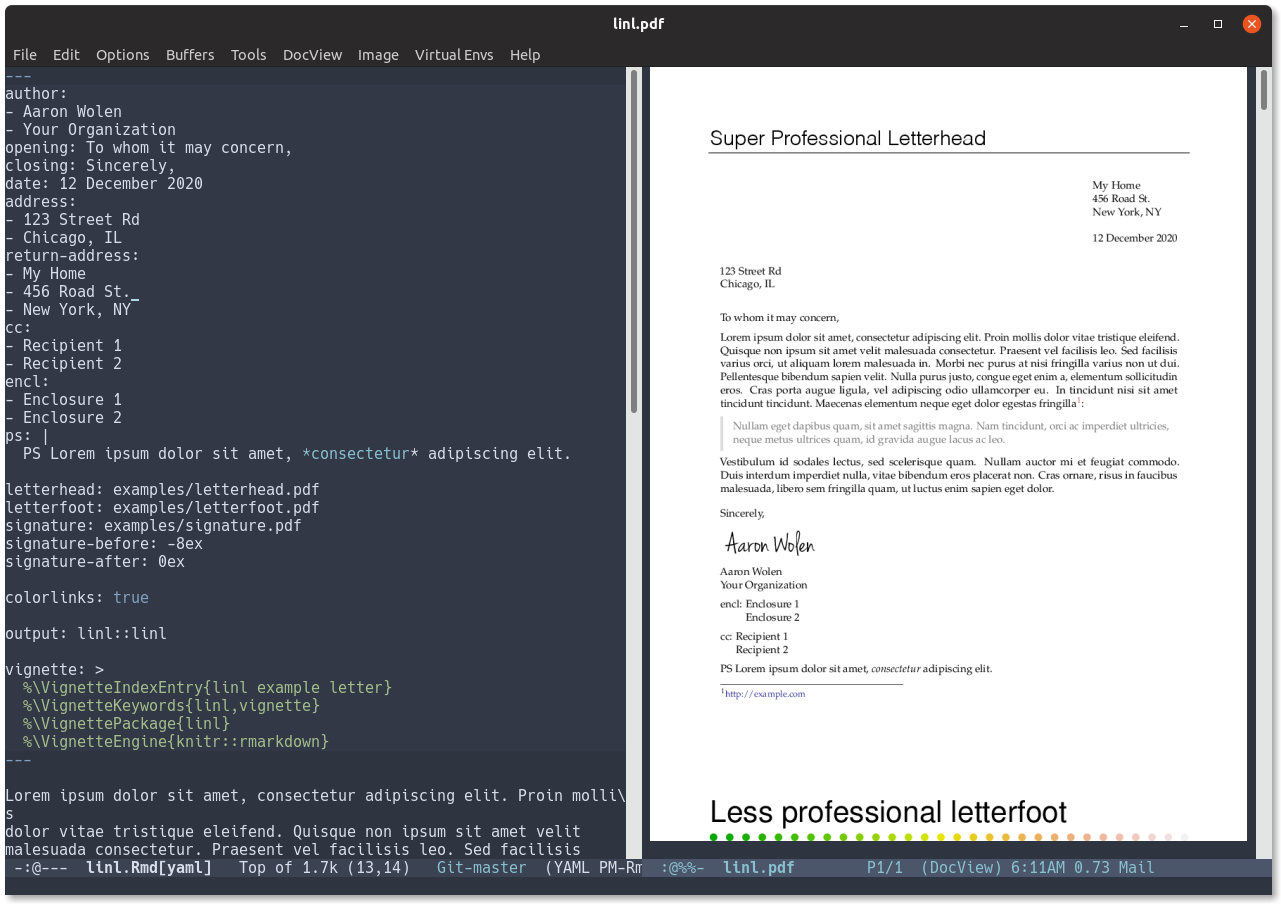 linl.pdf
File Edit Options Buffers Tools DocView Image Virtual Envs Help
---
author:
- Aaron Wolen
- Your Organization
opening: To whom it may concern,
closing: Sincerely,
date: 12 December 2020
address:
- 123 Street Rd
- Chicago, IL
return-address:
- My Home
- 456 Road St.
- New York, NY
cc:
- Recipient 1
- Recipient 2
encl:
- Enclosure 1
- Enclosure 2
ps: |
  PS Lorem ipsum dolor sit amet, *consectetur* adipiscing elit.
letterhead: examples/letterhead.pdf
letterfoot: examples/letterfoot.pdf
signature: examples/signature.pdf
signature-before: -8ex
signature-after: 0ex
colorlinks: true
output: linl::linl
vignette: >
  %\VignetteIndexEntry{linl example letter}
  %\VignetteKeywords{linl,vignette}
  %\VignettePackage{linl}
  %\VignetteEngine{knitr::rmarkdown}
---
Lorem ipsum dolor sit amet, consectetur adipiscing elit. Proin molli\
s
dolor vitae tristique eleifend. Quisque non ipsum sit amet velit
malesuada consectetur. Praesent vel facilisis leo. Sed facilisis
-:@--- linl.Rmd[yaml] Top of 1.7k (13,14) Git-master (YAML PM-Rm
Super Professional Letterhead
My Home
456 Road St.
New York, NY
12 December 2020
123 Street Rd
Chicago, IL
To whom it may concern,
Lorem ipsum dolor sit amet, consectetur adipiscing elit. Proin mollis dolor vitae tristique eleifend.
Quisque non ipsum sit amet velit malesuada consectetur. Praesent vel facilisis leo. Sed facilisis
varius orci, ut aliquam lorem malesuada in. Morbi nec purus at nisi fringilla varius non ut dui.
Pellentesque bibendum sapien velit. Nulla purus justo, congue eget enim a, elementum sollicitudin
eros. Cras porta augue ligula, vel adipiscing odio ullamcorper eu. In tincidunt nisi sit amet
tincidunt tincidunt. Maecenas elementum neque eget dolor egestas fringilla1:
Nullam eget dapibus quam, sit amet sagittis magna. Nam tincidunt, orci ac imperdiet ultricies,
neque metus ultrices quam, id gravida augue lacus ac leo.
Vestibulum id sodales lectus, sed scelerisque quam. Nullam auctor mi et feugiat commodo.
Duis interdum imperdiet nulla, vitae bibendum eros placerat non. Cras ornare, risus in faucibus
malesuada, libero sem fringilla quam, ut luctus enim sapien eget dolor.
Sincerely,
Aaron Wolen
Aaron Wolen
Your Organization
encl: Enclosure 1
Enclosure 2
cc: Recipient 1
Recipient 2
PS Lorem ipsum dolor sit amet, consectetur adipiscing elit.
1http://example.com
Less professional letterfoot
:@%%- linl.pdf P1/1 (DocView) 6:11AM 0.73 Mail